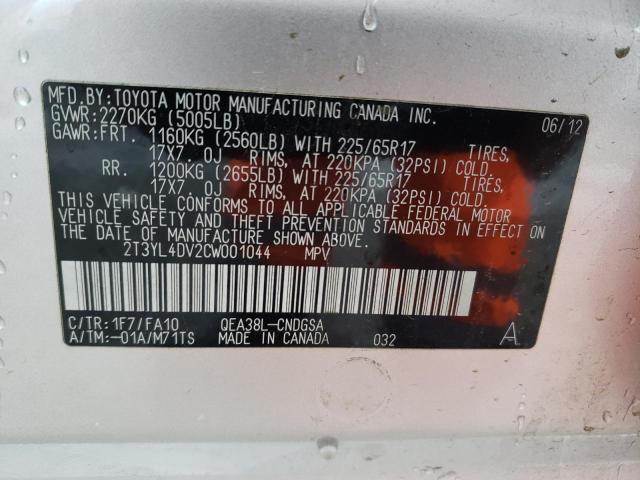 MFD.BY:TOYOTA MOTOR MANUFACTURING CANADA INC.
GVWR:2270KG (5005LB) 06/12
GAWR:FRT. 1160KG (2560LB) WITH 225/65R17 TIRES,
17X7.0J RIMS, AT 220KPA (32PSI) COLD.
RR. 1200KG (2655LB) WITH 225/65R17 TIRES,
17X7.0J RIMS, AT 220KPA (32PSI) COLD.
THIS VEHICLE CONFORMS TO ALL APPLICABLE FEDERAL MOTOR
VEHICLE SAFETY AND THEFT PREVENTION STANDARDS IN EFFECT ON
THE DATE OF MANUFACTURE SHOWN ABOVE.
2T3YL4DV2CW001044 MPV
C/TR:1F7/FA10 QEA38L-CNDGSA
A/TM:-01A/M71TS MADE IN CANADA 032 A